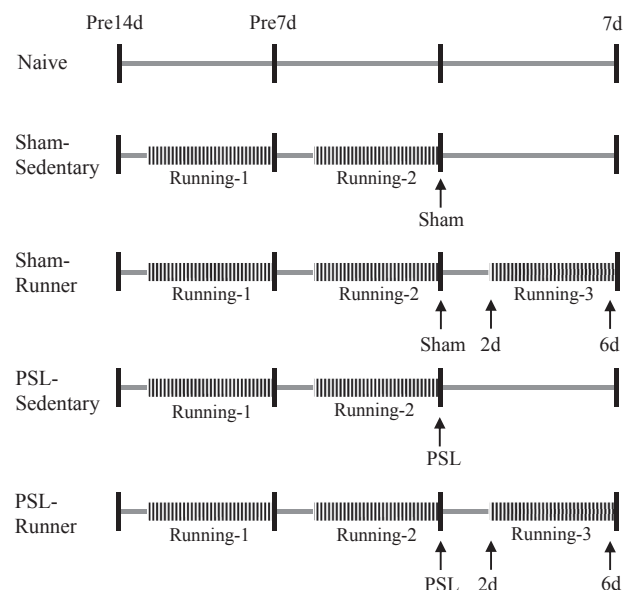 Pre14d Pre7d 7d
Naive
Sham-
Sedentary
Running-1 Running-2
Sham
Sham-
Runner
Running-1 Running-2 Running-3
Sham 2d 6d
PSL-
Sedentary
Running-1 Running-2
PSL
PSL-
Runner
Running-1 Running-2 Running-3
PSL 2d 6d